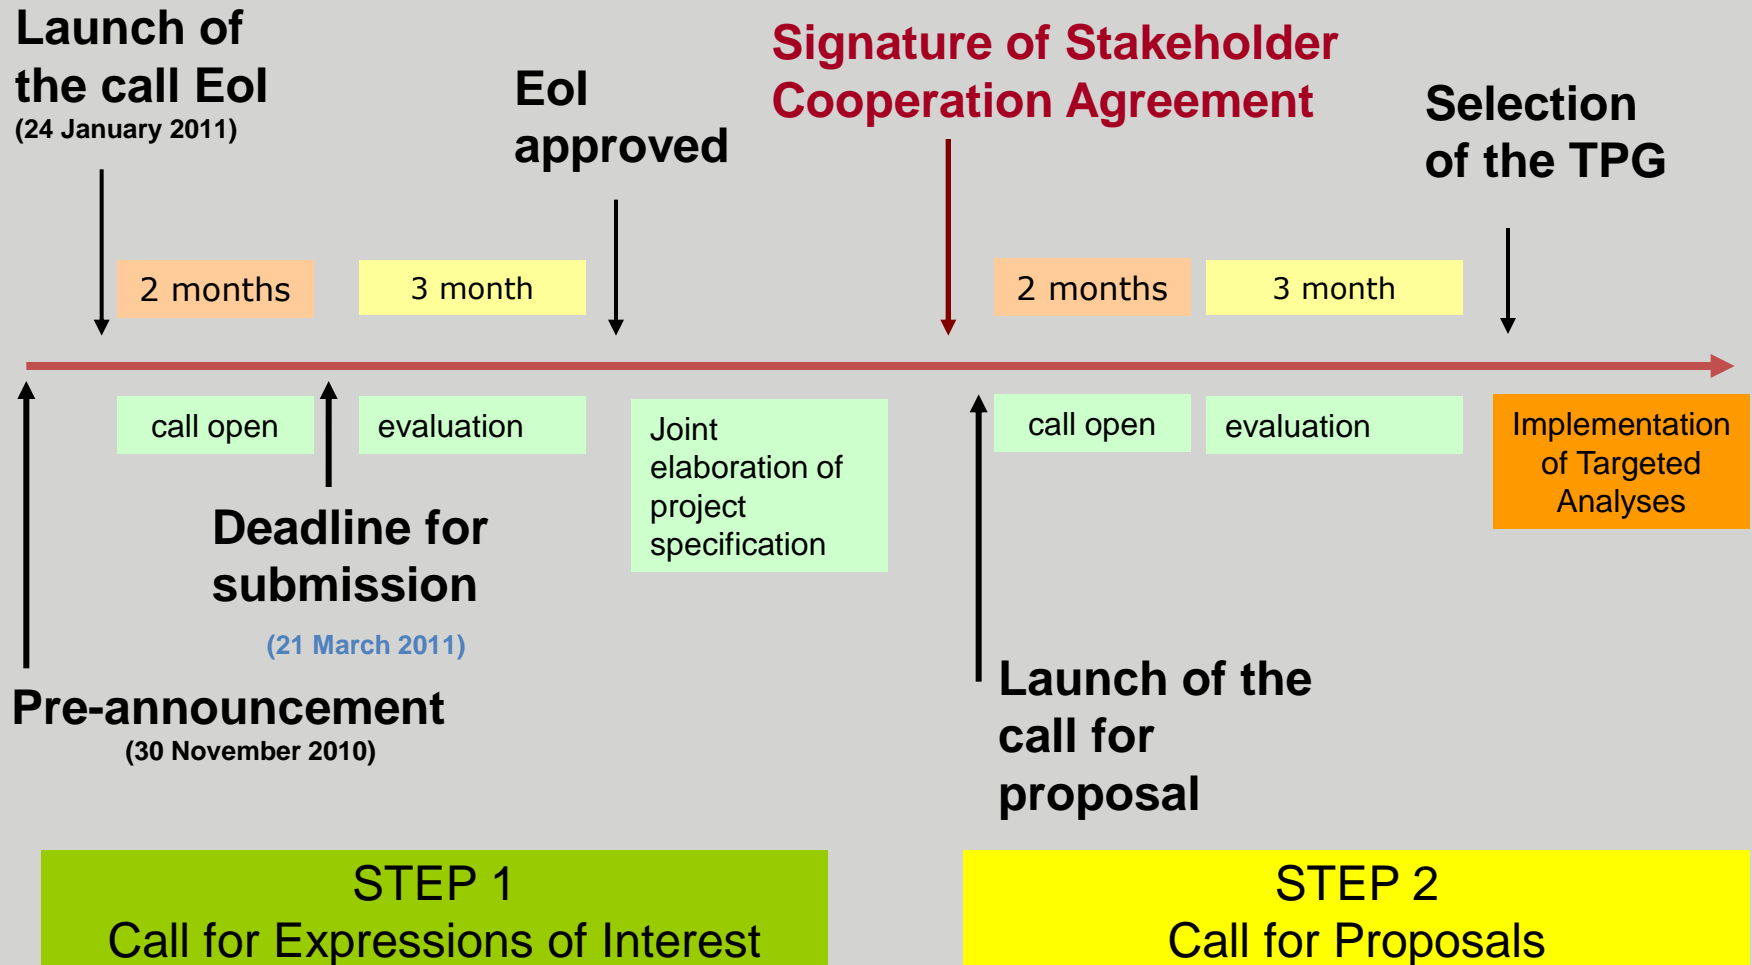 Launch of
the call EoI
(24 January 2011)
EoI
approved
Signature of Stakeholder
Cooperation Agreement
Selection
of the TPG
2 months
3 month
2 months
3 month
call open
evaluation
Joint
elaboration of
project
specification
call open
evaluation
Implementation
of Targeted
Analyses
Deadline for
submission
(21 March 2011)
Pre-announcement
(30 November 2010)
Launch of the
call for
proposal
STEP 1
Call for Expressions of Interest
STEP 2
Call for Proposals